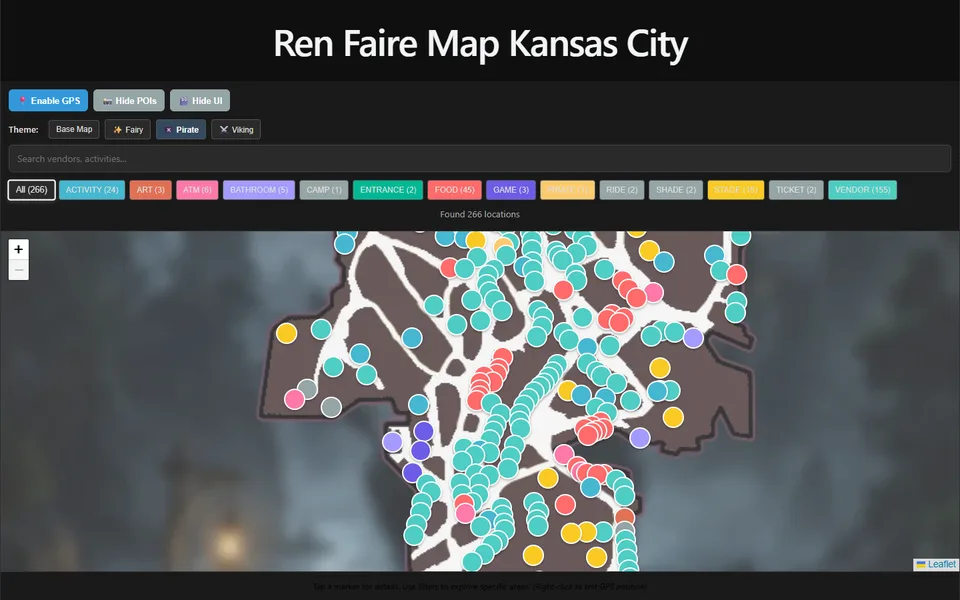 Ren Faire Map Kansas City
Enable GPS
Hide POIs
Hide UI
Theme:
Base Map
Fairy
Pirate
Viking
Search vendors, activities...
All (266)
ACTIVITY (24)
ART (3)
ATM (6)
BATHROOM (5)
CAMP (1)
ENTRANCE (2)
FOOD (45)
GAME (3)
RIDE (2)
SHADE (2)
TICKET (2)
VENDOR (155)
Found 266 locations
+
−
Leaflet